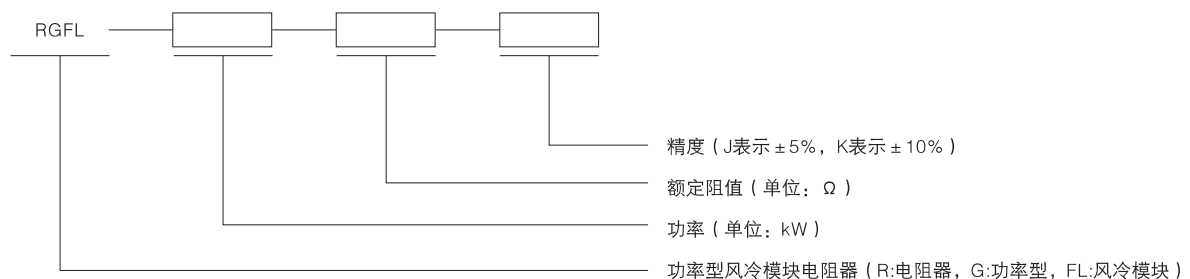 RGFL
精度（J表示±5%，K表示±10%）
额定阻值（单位：Ω）
功率（单位：kW）
功率型风冷模块电阻器（R:电阻器，G:功率型，FL:风冷模块）